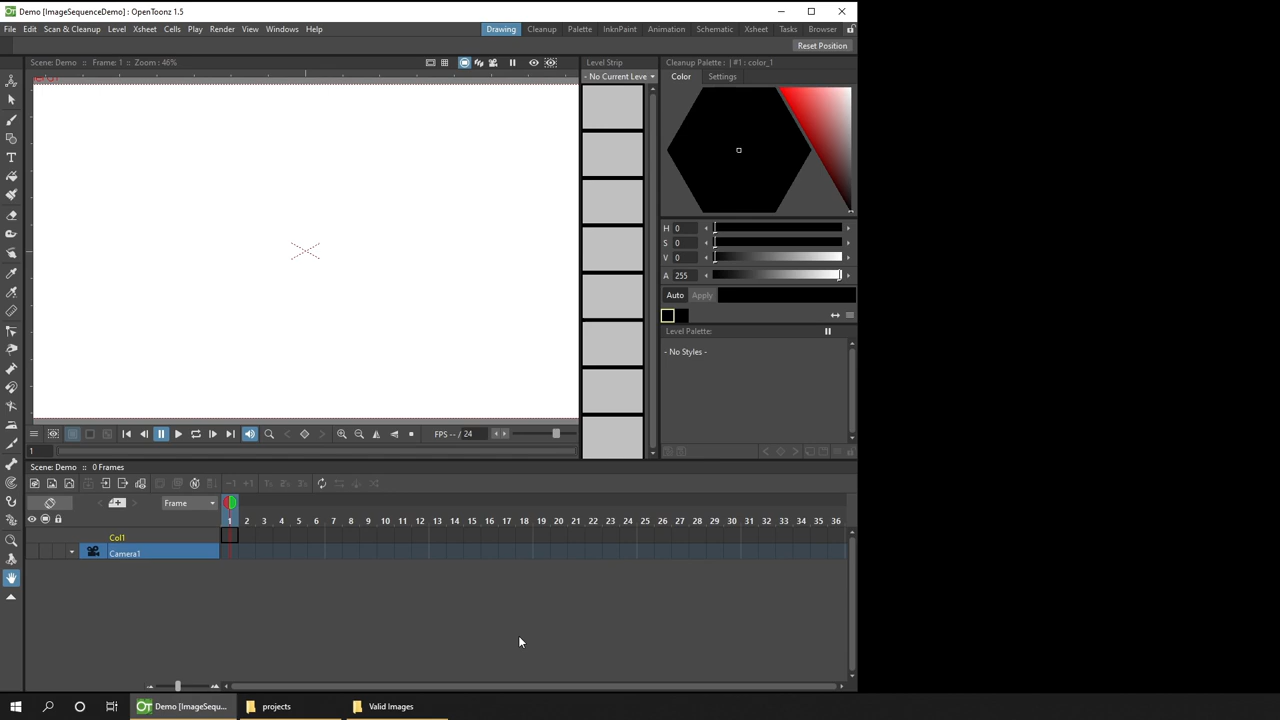 Demo [ImageSequenceDemo] : OpenToonz 1.5
File Edit Scan & Cleanup Level Xsheet Cells Play Render View Windows Help
Drawing Cleanup Palette InknPaint Animation Schematic Xsheet Tasks Browser
Reset Position
Scene: Demo :: Frame: 1 :: Zoom : 46%
Level Strip
- No Current Leve
Cleanup Palette : | #1 : color_1
Color Settings
H 0
S 0
V 0
A 255
Auto Apply
Level Palette:
- No Styles -
FPS -- / 24
1
Scene: Demo :: 0 Frames
Frame
1 2 3 4 5 6 7 8 9 10 11 12 13 14 15 16 17 18 19 20 21 22 23 24 25 26 27 28 29 30 31 32 33 34 35 36
Col1
Camera1
Demo [ImageSequ...
projects
Valid Images